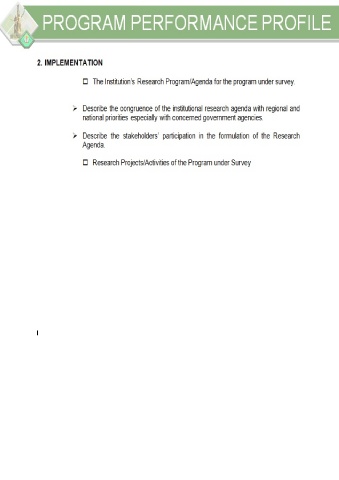 PROGRAM PERFORMANCE PROFILE
2. IMPLEMENTATION
☐ The Institution's Research Program/Agenda for the program under survey.
➢ Describe the congruence of the institutional research agenda with regional and
national priorities especially with concerned government agencies.
➢ Describe the stakeholders' participation in the formulation of the Research
Agenda.
☐ Research Projects/Activities of the Program under Survey
I